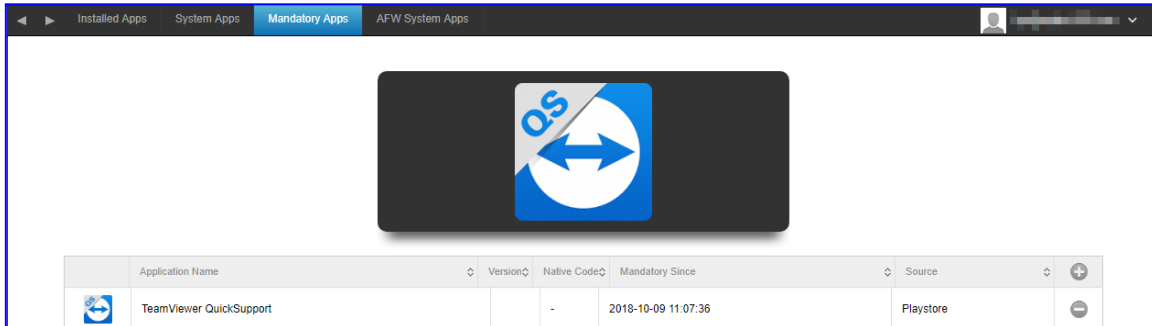 Installed Apps System Apps Mandatory Apps AFW System Apps
QS
Application Name Version Native Code Mandatory Since Source
QS TeamViewer QuickSupport - 2018-10-09 11:07:36 Playstore